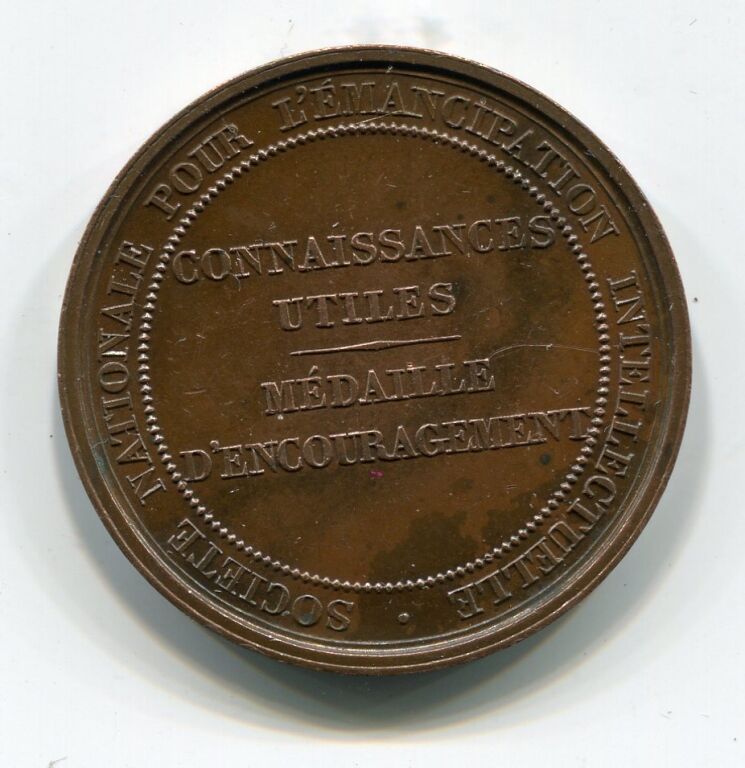 SOCIÉTÉ NATIONALE POUR L'ÉMANCIPATION INTELLECTUELLE .
CONNAISSANCES
UTILES
MÉDAILLE
D'ENCOURAGEMENT